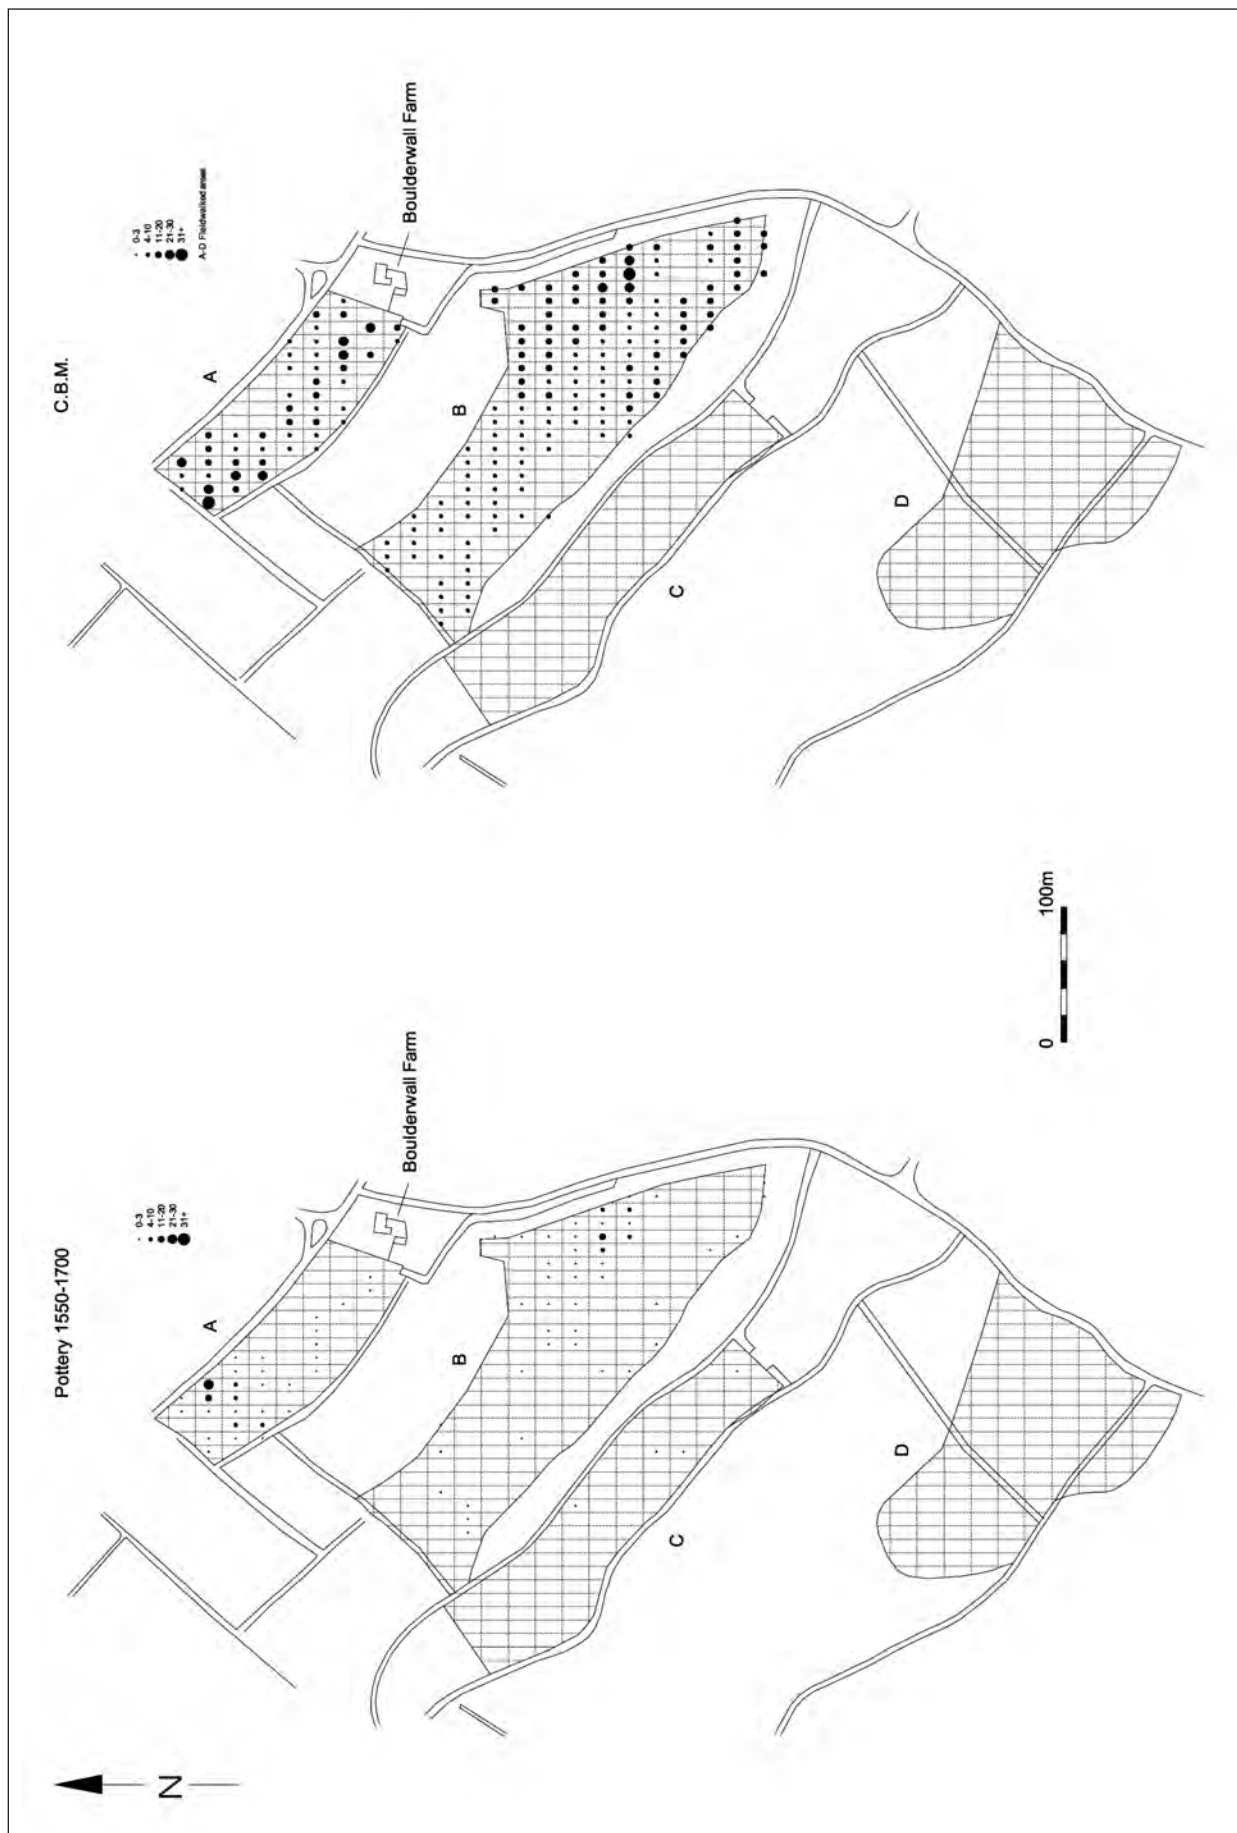 Pottery 1550-1700
0-3
4-10
11-20
21-30
31+
A
Boulderwall Farm
B
C
D
N
0
100m
C.B.M.
0-3
4-10
11-20
21-30
31+
A-D Fieldwalked areas
A
Boulderwall Farm
B
C
D